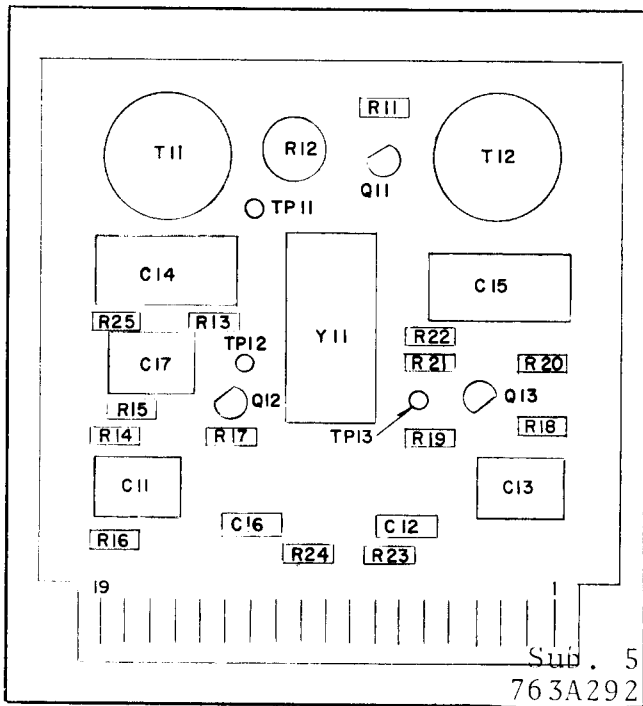 R11
T11
R12
T12
Q11
TP11
C14
C15
R25
R13
Y11
R22
TP12
C17
R21
R20
Q12
Q13
R15
R14
R17
TP13
R19
R18
C11
C13
C16
C12
R16
R24
R23
19
1
Sub. 5
763A292